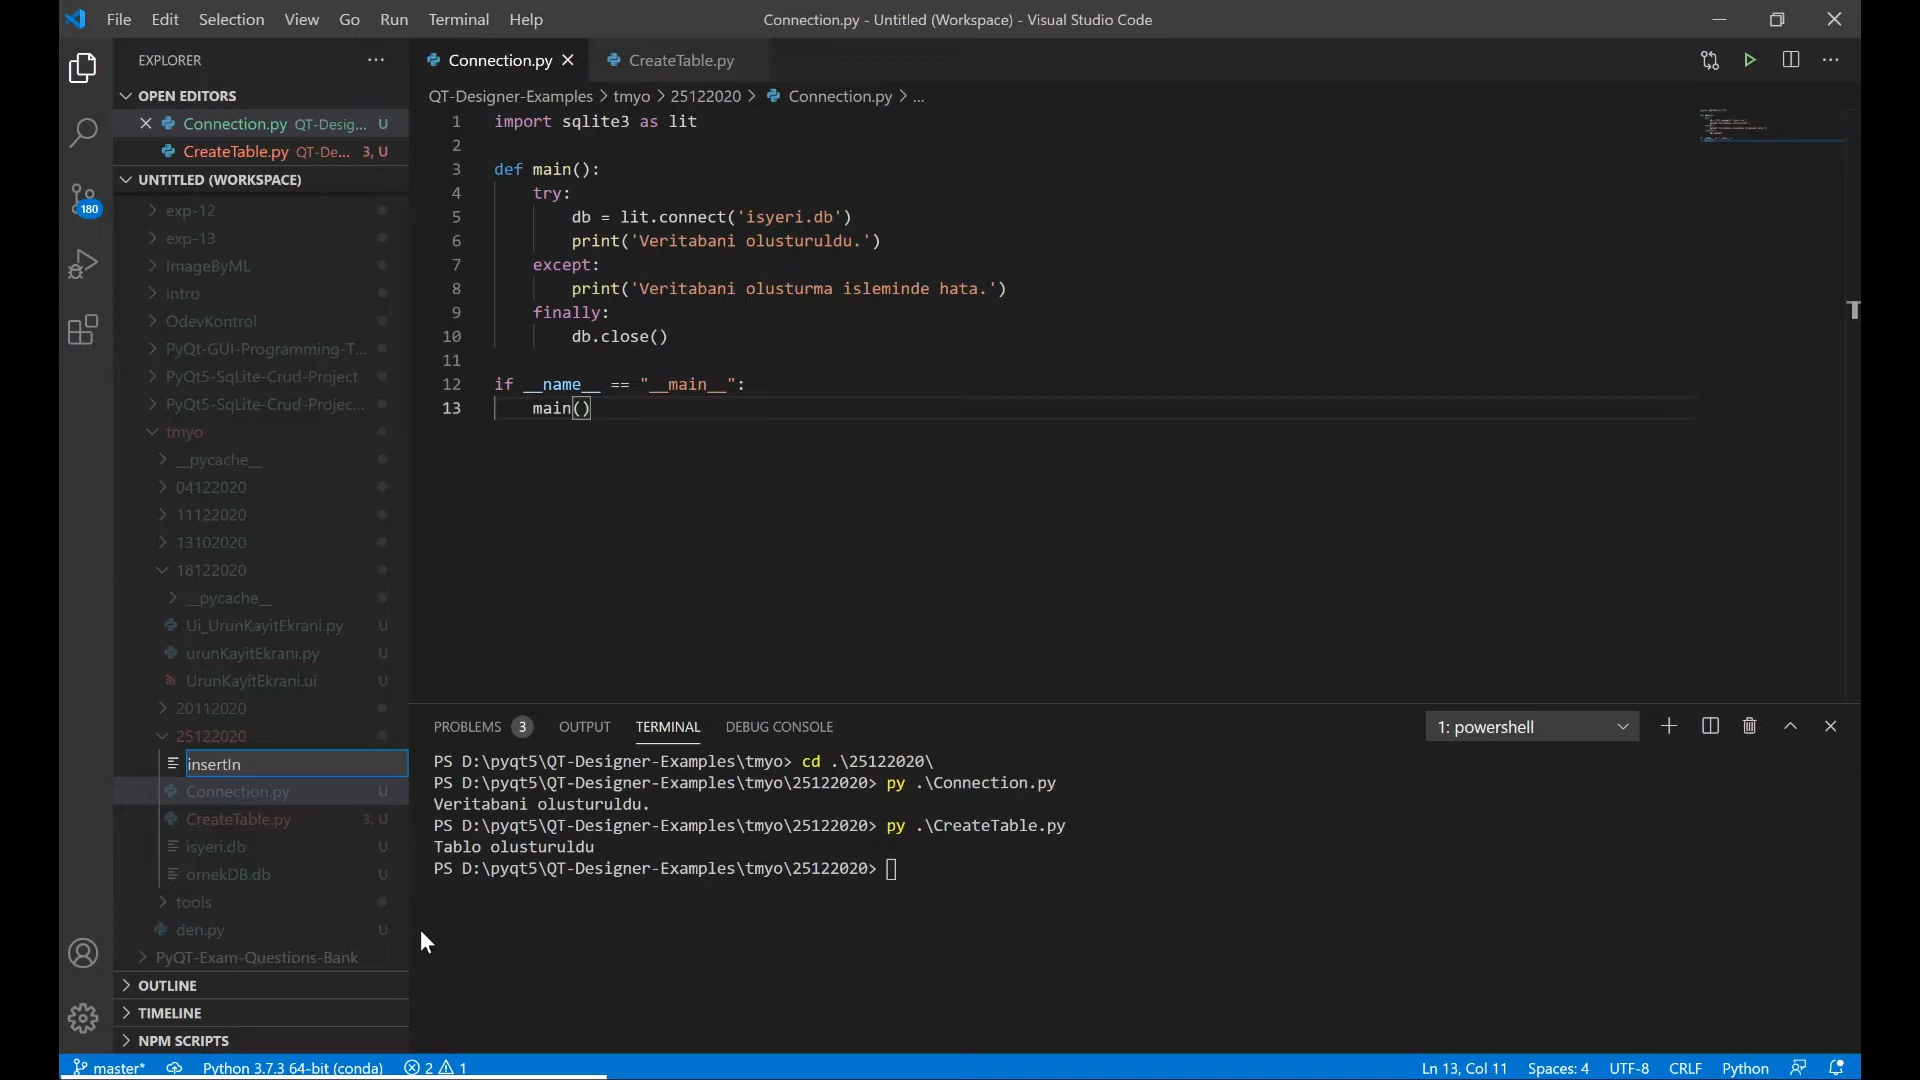 File Edit Selection View Go Run Terminal Help
Connection.py - Untitled (Workspace) - Visual Studio Code
EXPLORER
OPEN EDITORS
Connection.py QT-Desig... U
CreateTable.py QT-De... 3, U
UNTITLED (WORKSPACE)
exp-12
exp-13
ImageByML
intro
OdevKontrol
PyQt-GUI-Programming-T...
PyQt5-SqLite-Crud-Project
PyQt5-SqLite-Crud-Projec...
tmyo
__pycache__
04122020
11122020
13102020
18122020
__pycache__
Ui_UrunKayitEkrani.py U
urunKayitEkrani.py U
UrunKayitEkrani.ui U
20112020
25122020
insertIn
Connection.py U
CreateTable.py 3, U
isyeri.db U
ornekDB.db U
tools
den.py U
PyQT-Exam-Questions-Bank
OUTLINE
TIMELINE
NPM SCRIPTS
180
Connection.py CreateTable.py
QT-Designer-Examples > tmyo > 25122020 > Connection.py > ...
1 import sqlite3 as lit
2
3 def main():
4 try:
5 db = lit.connect('isyeri.db')
6 print('Veritabani olusturuldu.')
7 except:
8 print('Veritabani olusturma isleminde hata.')
9 finally:
10 db.close()
11
12 if __name__ == "__main__":
13 main()
PROBLEMS 3 OUTPUT TERMINAL DEBUG CONSOLE
1: powershell
PS D:\pyqt5\QT-Designer-Examples\tmyo> cd .\25122020\
PS D:\pyqt5\QT-Designer-Examples\tmyo\25122020> py .\Connection.py
Veritabani olusturuldu.
PS D:\pyqt5\QT-Designer-Examples\tmyo\25122020> py .\CreateTable.py
Tablo olusturuldu
PS D:\pyqt5\QT-Designer-Examples\tmyo\25122020>
master* Python 3.7.3 64-bit (conda) 2 1
Ln 13, Col 11 Spaces: 4 UTF-8 CRLF Python